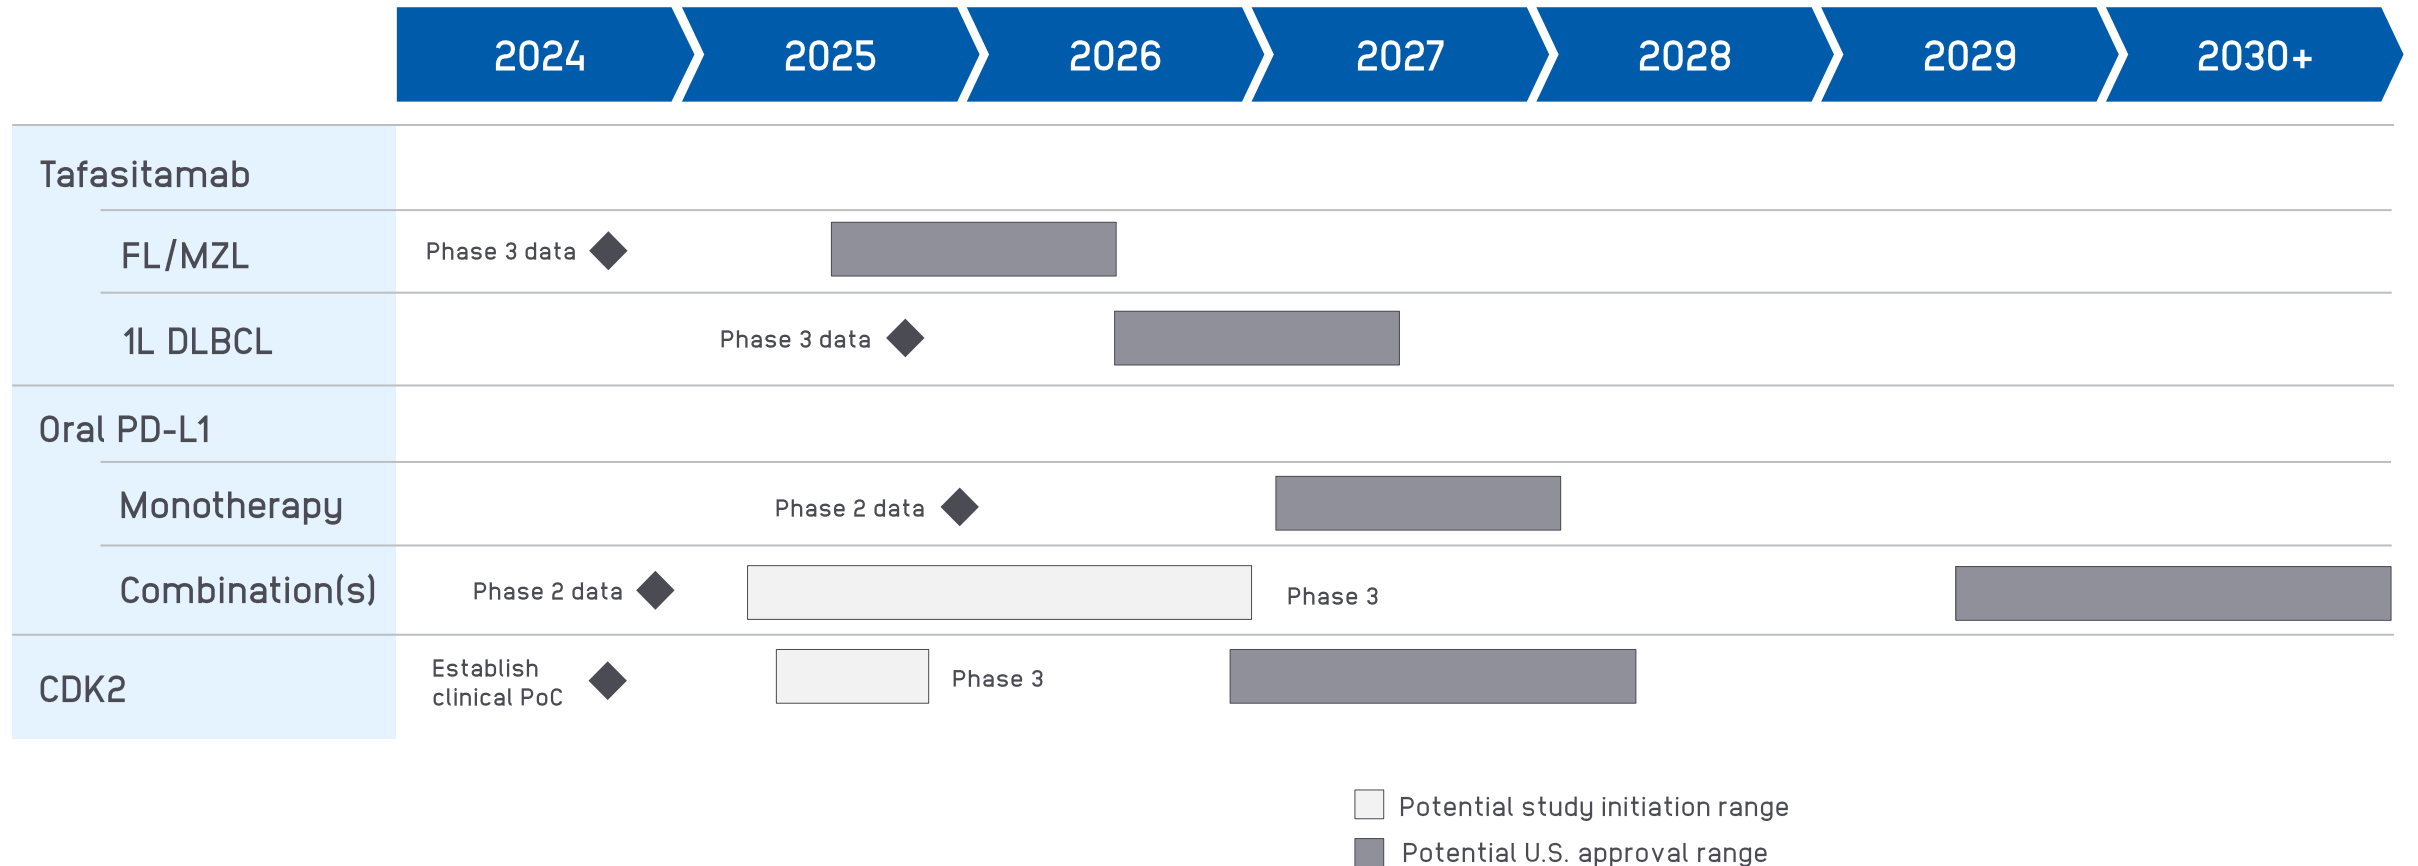 2024 2025 2026 2027 2028 2029 2030+
Tafasitamab
FL/MZL Phase 3 data
1L DLBCL Phase 3 data
Oral PD-L1
Monotherapy Phase 2 data
Combination(s) Phase 2 data Phase 3
CDK2 Establish
clinical PoC Phase 3
Potential study initiation range
Potential U.S. approval range